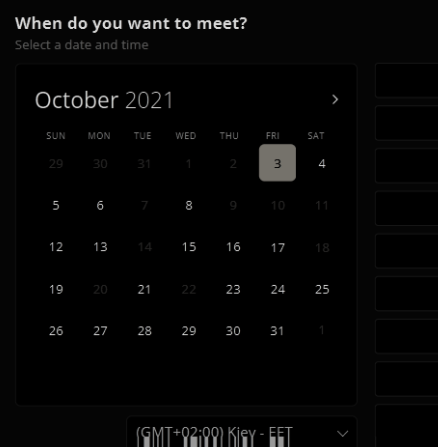 When do you want to meet?
Select a date and time
October 2021
SUN MON TUE WED THU FRI SAT
29 30 31 1 2 3 4
5 6 7 8 9 10 11
12 13 14 15 16 17 18
19 20 21 22 23 24 25
26 27 28 29 30 31 1
(GMT+02:00) Kiev - EET